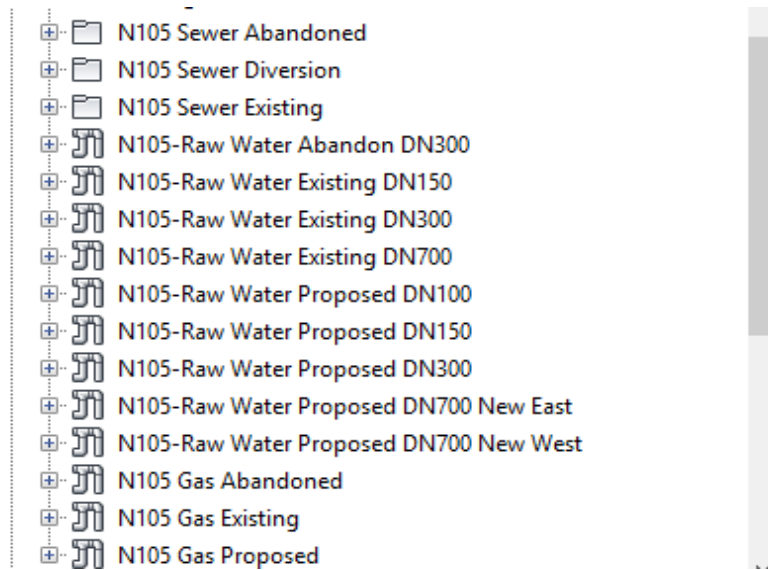 N105 Sewer Abandoned
N105 Sewer Diversion
N105 Sewer Existing
N105-Raw Water Abandon DN300
N105-Raw Water Existing DN150
N105-Raw Water Existing DN300
N105-Raw Water Existing DN700
N105-Raw Water Proposed DN100
N105-Raw Water Proposed DN150
N105-Raw Water Proposed DN300
N105-Raw Water Proposed DN700 New East
N105-Raw Water Proposed DN700 New West
N105 Gas Abandoned
N105 Gas Existing
N105 Gas Proposed